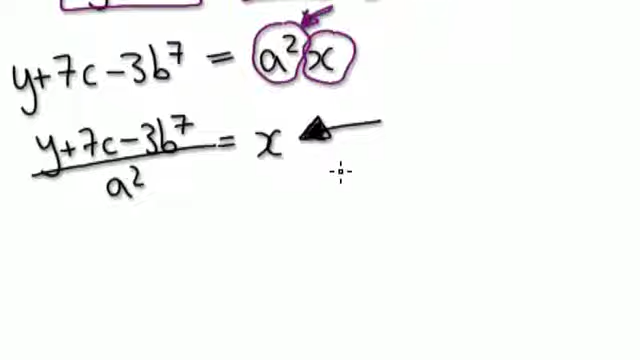 y+7c-3b⁷ = a²x
y+7c-3b⁷ / a² = x